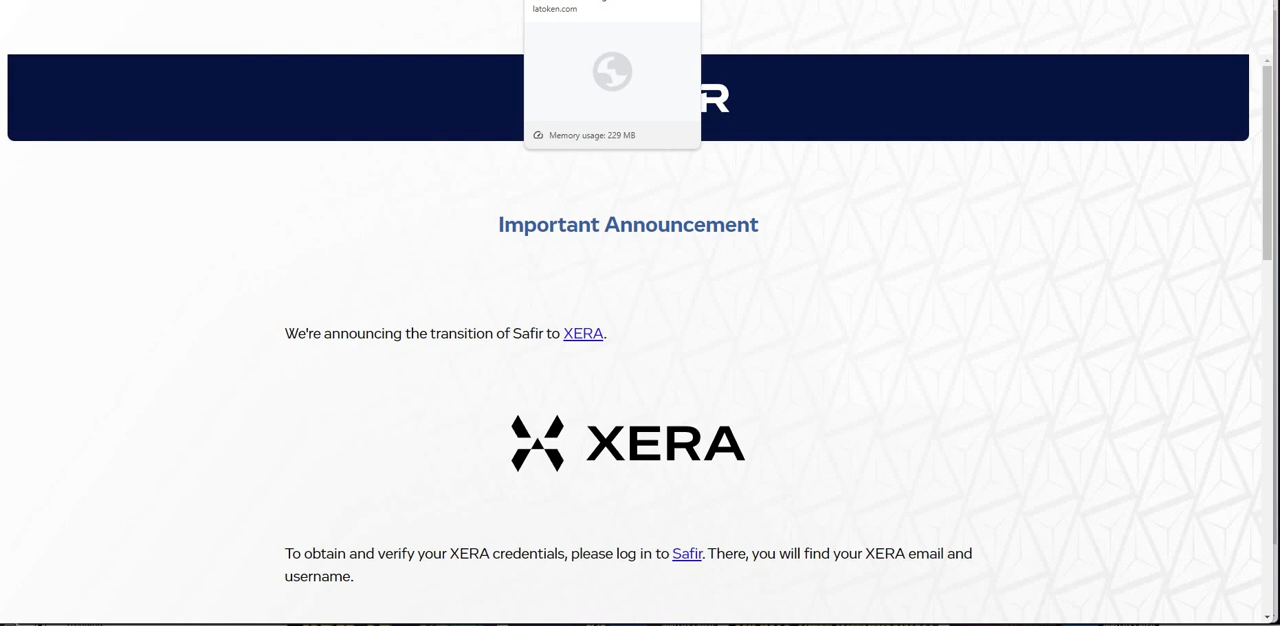 latoken.com
Memory usage: 229 MB
R
Important Announcement
We're announcing the transition of Safir to XERA.
XERA
To obtain and verify your XERA credentials, please log in to Safir. There, you will find your XERA email and
username.